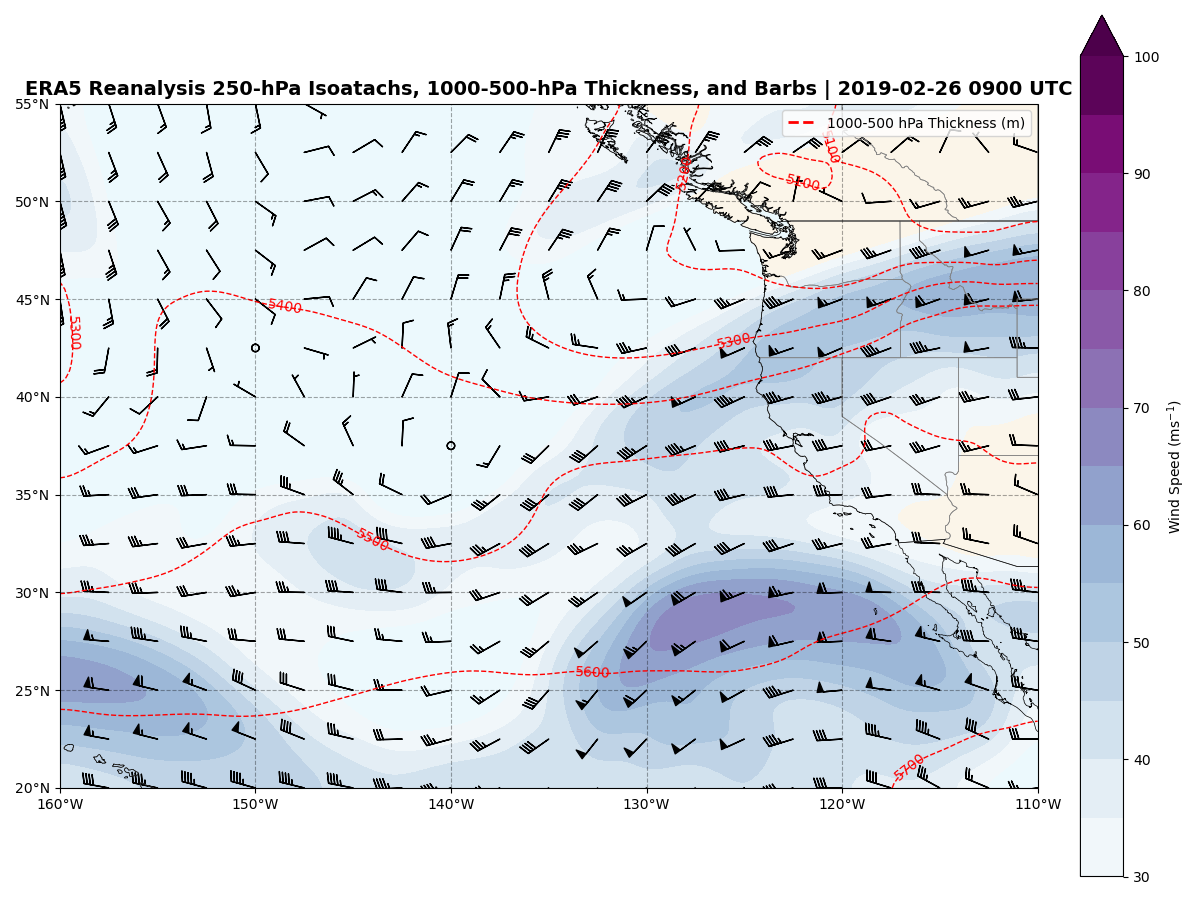 ERA5 Reanalysis 250-hPa Isoatachs, 1000-500-hPa Thickness, and Barbs | 2019-02-26 0900 UTC
1000-500 hPa Thickness (m)
55°N
50°N
45°N
40°N
35°N
30°N
25°N
20°N
160°W
150°W
140°W
130°W
120°W
110°W
5100
5100
5200
5300
5300
5400
5500
5600
5700
100
90
80
70
60
50
40
30
Wind Speed (ms⁻¹)